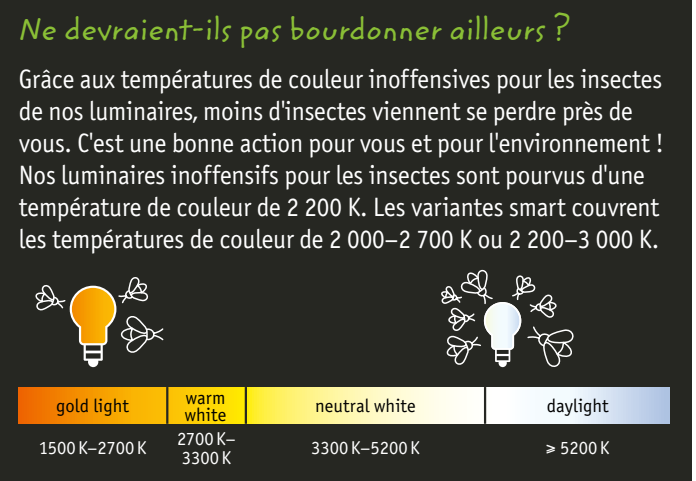 Ne devraient-ils pas bourdonner ailleurs ?
Grâce aux températures de couleur inoffensives pour les insectes
de nos luminaires, moins d'insectes viennent se perdre près de
vous. C'est une bonne action pour vous et pour l'environnement !
Nos luminaires inoffensifs pour les insectes sont pourvus d'une
température de couleur de 2 200 K. Les variantes smart couvrent
les températures de couleur de 2 000–2 700 K ou 2 200–3 000 K.
gold light
warm
white
neutral white
daylight
1500 K–2700 K
2700 K–
3300 K
3300 K–5200 K
⩾ 5200 K